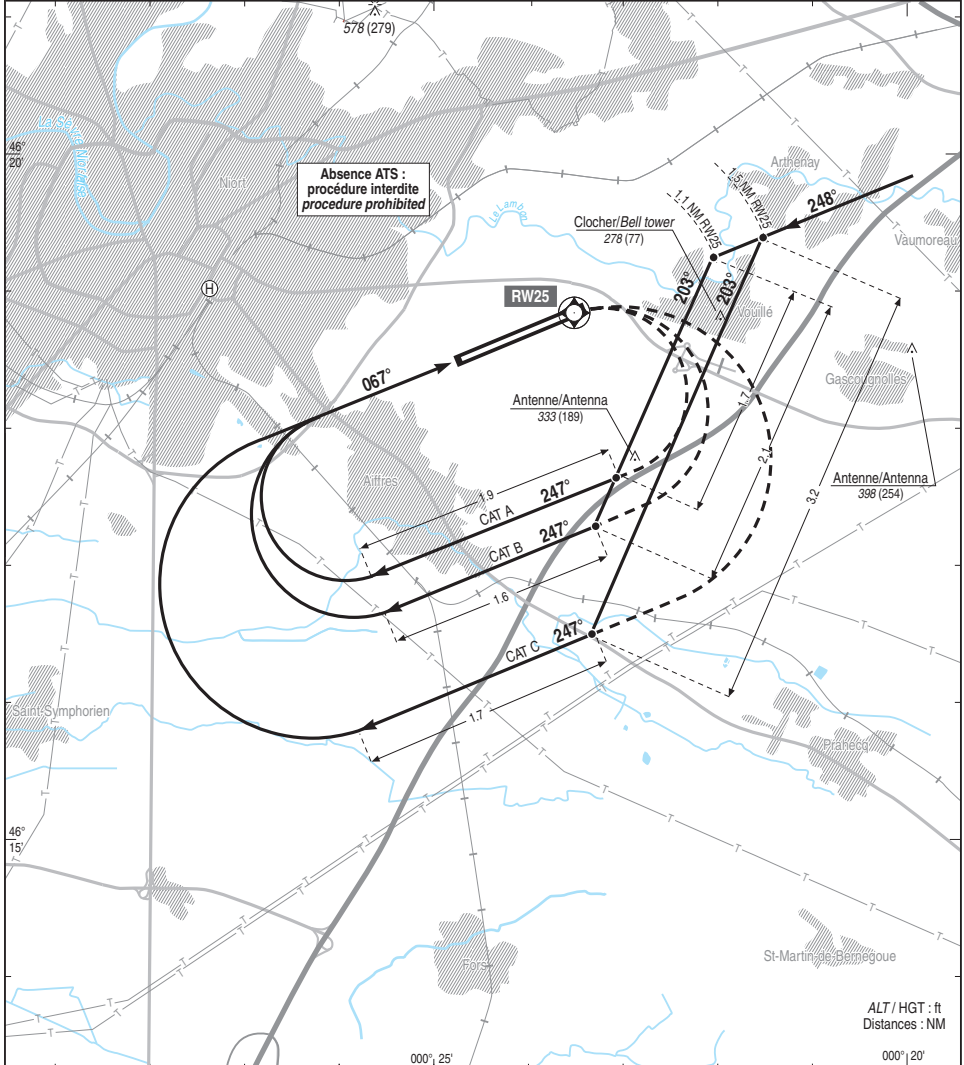 578 (279)
46°
20'
La Sèvre Niortaise
Niort
Absence ATS :
procédure interdite
procedure prohibited
Le Lambon
Arthenay
1.5 NM RW25
1.1 NM RW25
248°
Clocher/Bell tower
278 (77)
Vaumoreau
203°
203°
H
RW25
Vouillé
067°
Gascougnolles
Antenne/Antenna
333 (189)
1.7
2.1
3.2
Antenne/Antenna
398 (254)
Aiffres
1.9
247°
CAT A
247°
CAT B
1.6
247°
CAT C
1.7
Saint-Symphorien
Prahecq
46°
15'
Fors
St-Martin-de-Bernegoue
ALT / HGT : ft
Distances : NM
000° 25'
000° 20'